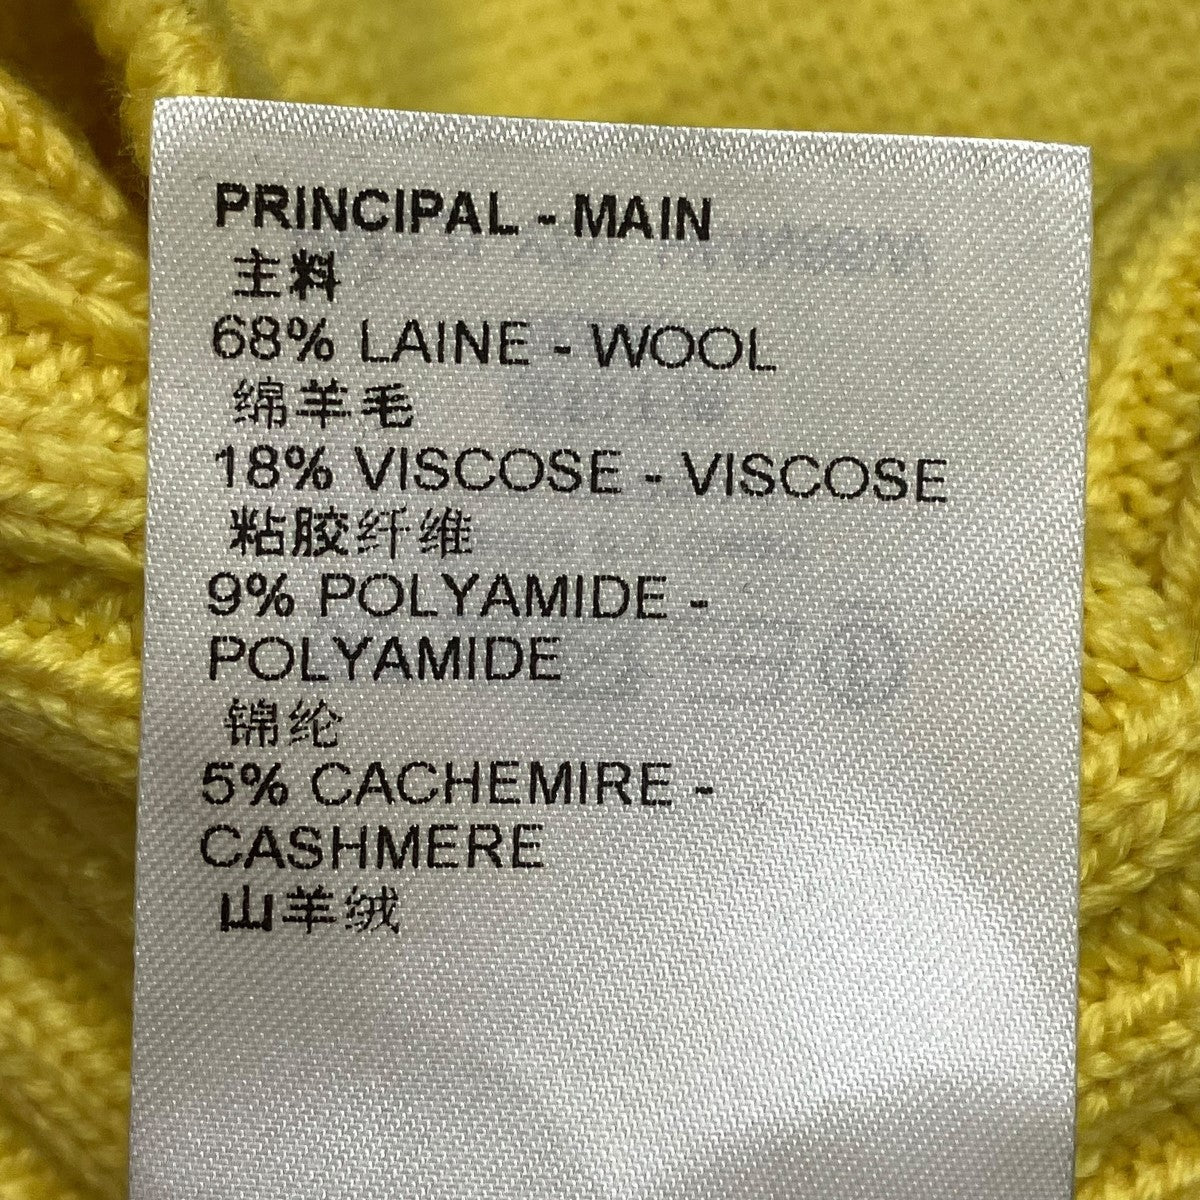 PRINCIPAL - MAIN
主料
68% LAINE - WOOL
绵羊毛
18% VISCOSE - VISCOSE
粘胶纤维
9% POLYAMIDE -
POLYAMIDE
锦纶
5% CACHEMIRE -
CASHMERE
山羊绒